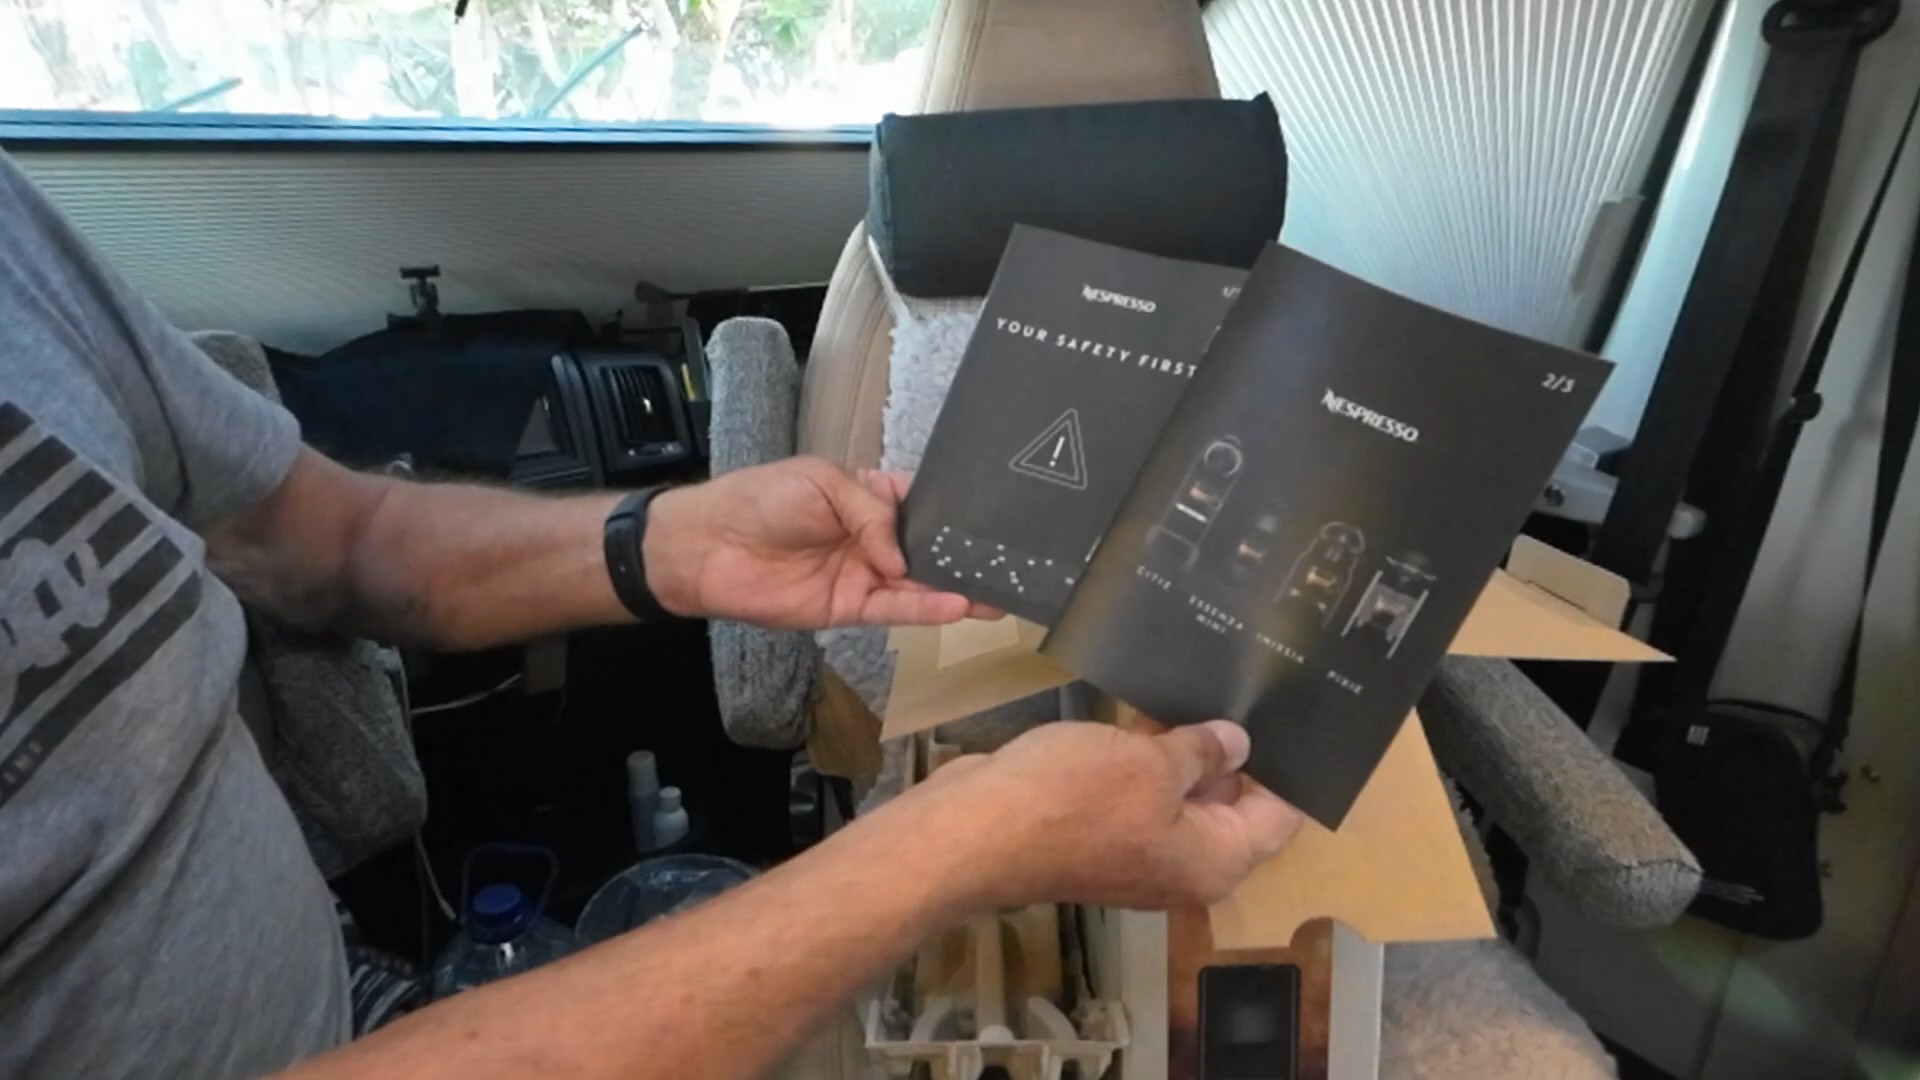 NESPRESSO
YOUR SAFETY FIRST
2/3
NESPRESSO
CITIZ
ESSENZA
MINI
INISSIA
PIXIE